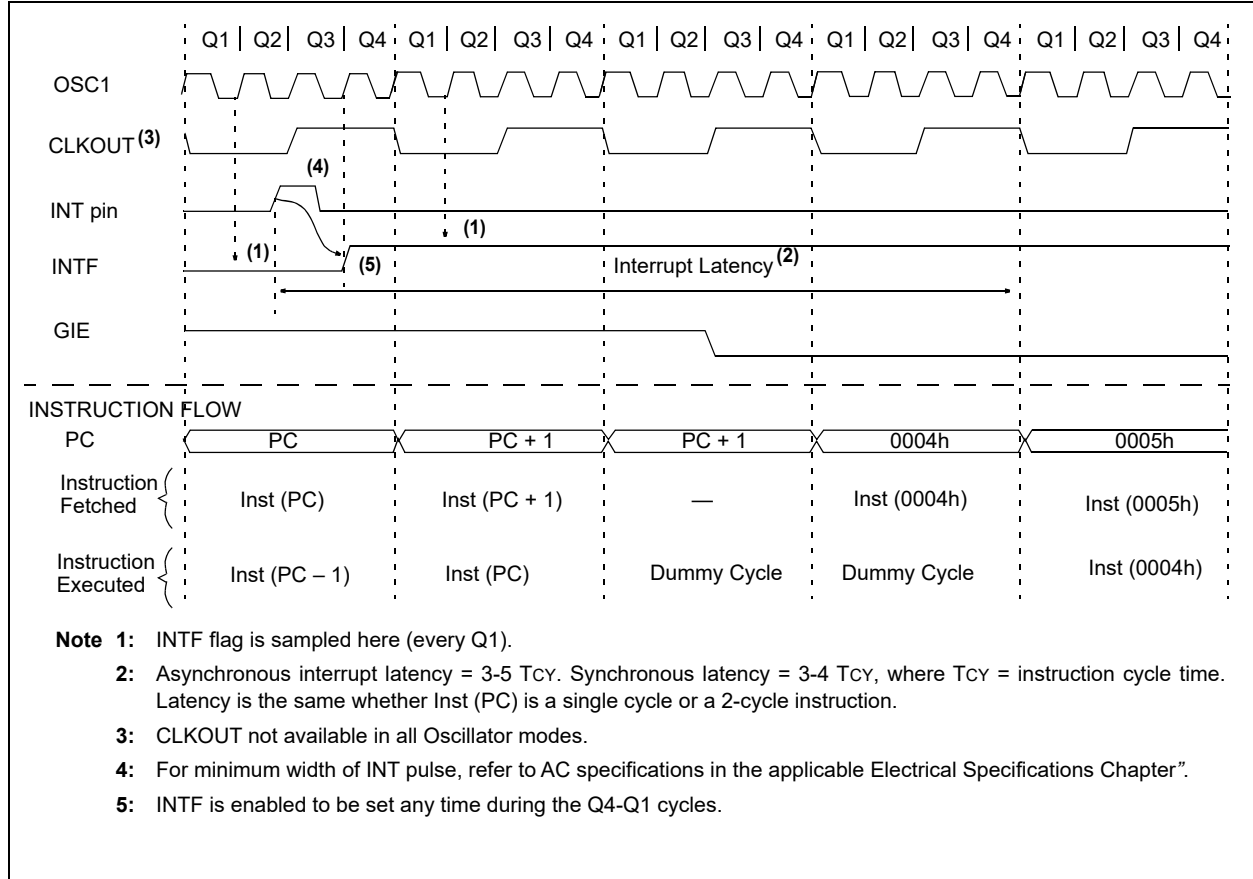 Q1 | Q2 | Q3 | Q4 Q1 | Q2 | Q3 | Q4 Q1 | Q2 | Q3 | Q4 Q1 | Q2 | Q3 | Q4 Q1 | Q2 | Q3 | Q4
OSC1
CLKOUT (3)
(4)
INT pin
(1)
(1)
INTF
(5)
Interrupt Latency (2)
GIE
INSTRUCTION FLOW
PC PC PC + 1 PC + 1 0004h 0005h
Instruction
Fetched
Inst (PC) Inst (PC + 1) — Inst (0004h) Inst (0005h)
Instruction
Executed
Inst (PC – 1) Inst (PC) Dummy Cycle Dummy Cycle Inst (0004h)
Note 1: INTF flag is sampled here (every Q1).
2: Asynchronous interrupt latency = 3-5 TCY. Synchronous latency = 3-4 TCY, where TCY = instruction cycle time.
Latency is the same whether Inst (PC) is a single cycle or a 2-cycle instruction.
3: CLKOUT not available in all Oscillator modes.
4: For minimum width of INT pulse, refer to AC specifications in the applicable Electrical Specifications Chapter”.
5: INTF is enabled to be set any time during the Q4-Q1 cycles.